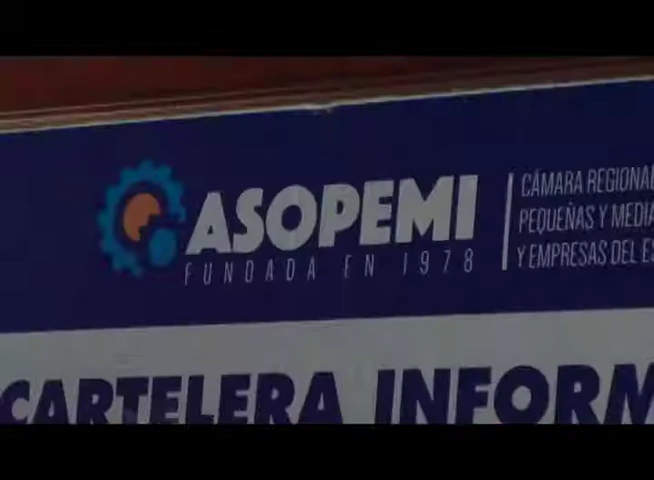 ASOPEMI
FUNDADA EN 1978
CÁMARA REGIONAL
PEQUEÑAS Y MEDIA
Y EMPRESAS DEL ES
CARTELERA INFORM